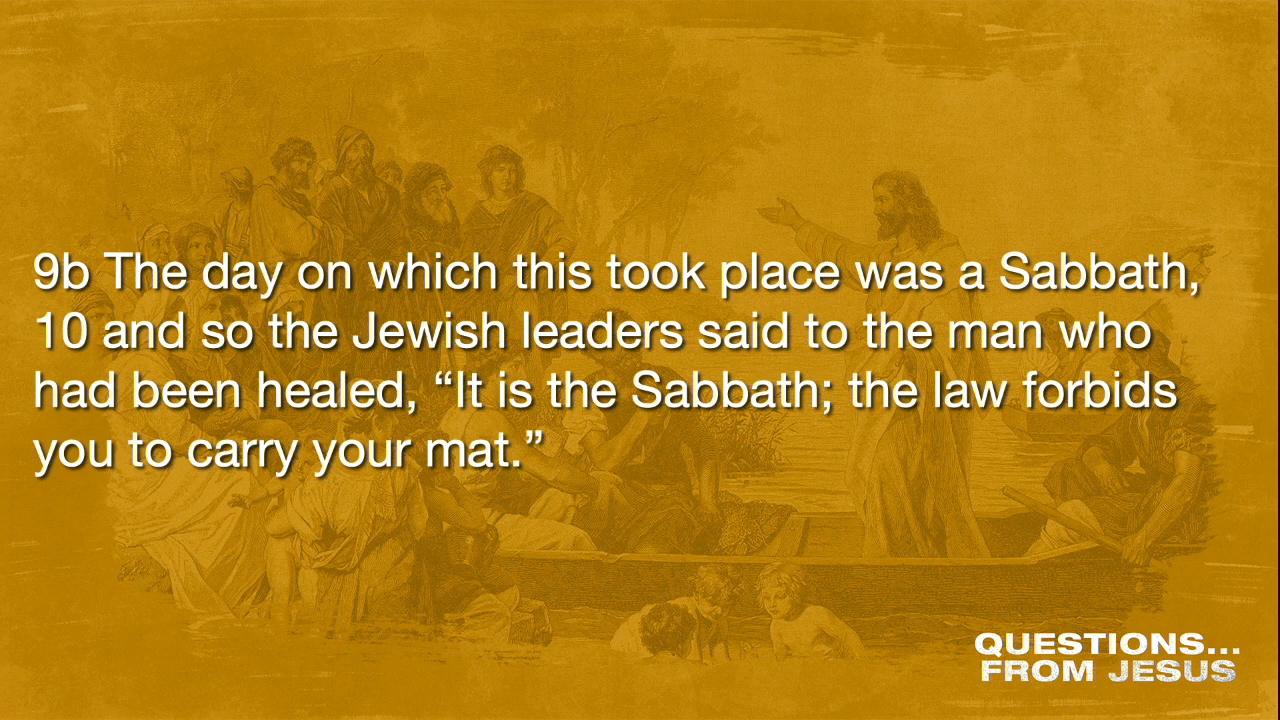 9b The day on which this took place was a Sabbath,
10 and so the Jewish leaders said to the man who
had been healed, “It is the Sabbath; the law forbids
you to carry your mat.”
QUESTIONS...
FROM JESUS